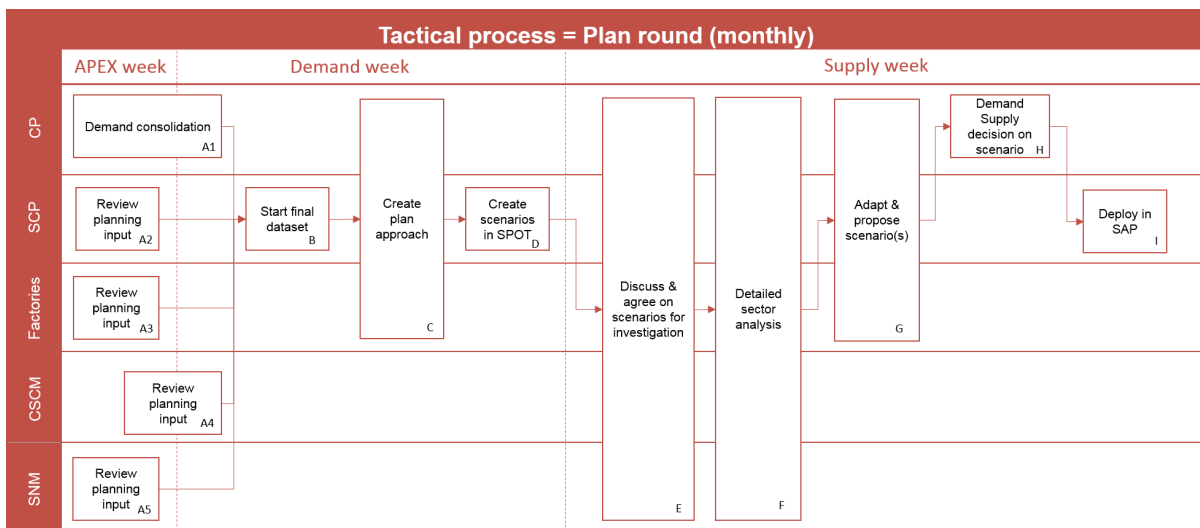 Tactical process = Plan round (monthly)
APEX week
Demand week
Supply week
CP
Demand consolidation
A1
Demand
Supply
decision on
scenario
H
SCP
Review
planning
input
A2
Start final
dataset
B
Create
plan
approach
C
Create
scenarios
in SPOT
D
Adapt &
propose
scenario(s)
G
Deploy in
SAP
I
Factories
Review
planning
input
A3
Discuss &
agree on
scenarios for
investigation
E
Detailed
sector
analysis
F
CSCM
Review
planning
input
A4
SNM
Review
planning
input
A5